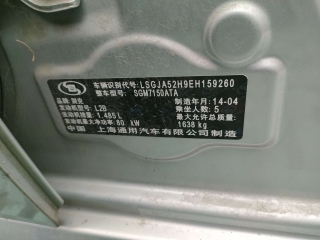 车辆识别代号: LSGJA52H9EH159260
整车型号: SGM7150ATA
品牌: 别克 制造年月: 14-04
发动机型号: L2B 乘坐人数: 5
发动机排量: 1.485 L 最大允许总质量:
发动机最大净功率: 80 kW 1638 kg
中国 上海通用汽车有限公司制造